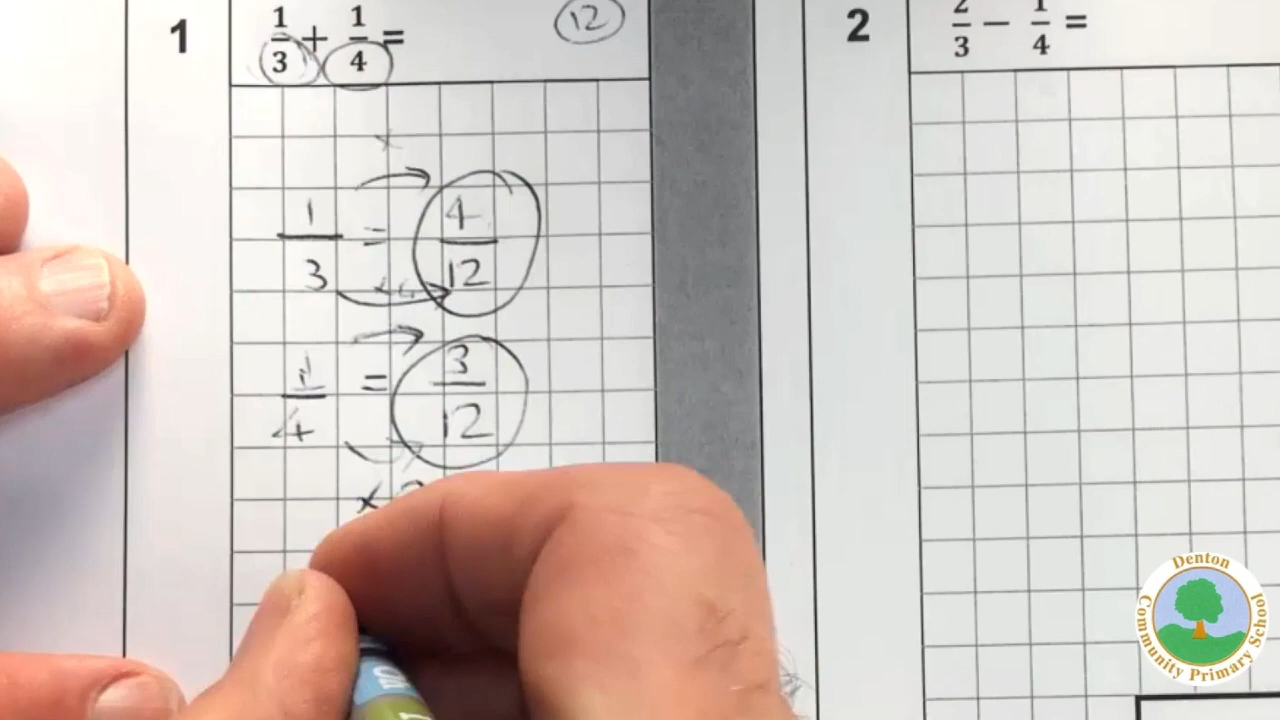 1
1/3 + 1/4 =
12
×
1/3 = 4/12
×4
1/4 = 3/12
×
2
2/3 − 1/4 =
Denton
Community Primary School